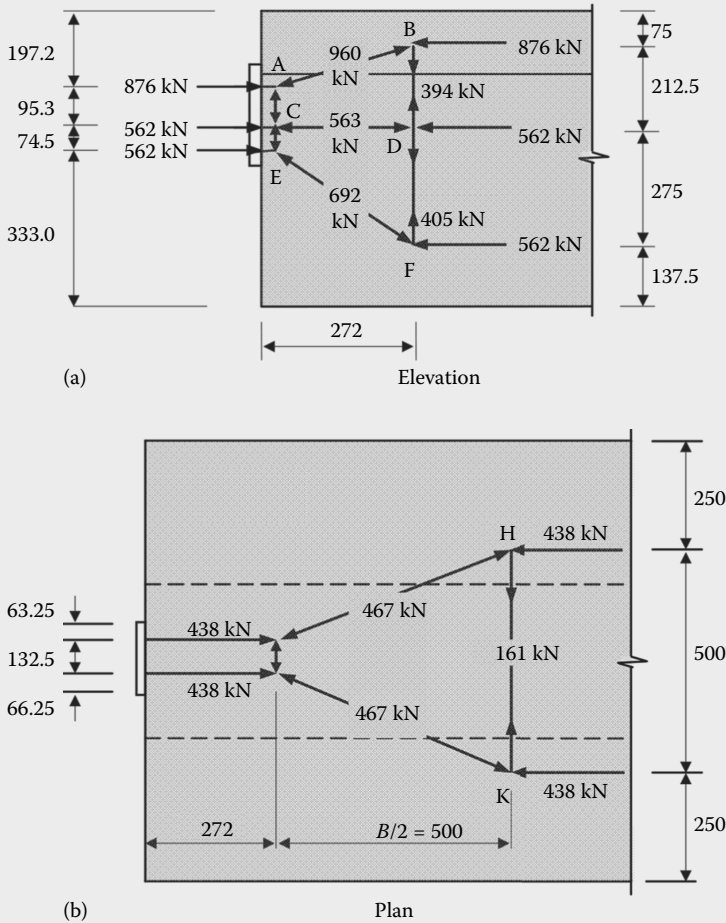 B
75
197.2
960
kN
876 kN
A
876 kN
394 kN
212.5
95.3
C
562 kN
563
kN
562 kN
74.5
562 kN
D
E
692
kN
275
333.0
405 kN
562 kN
F
137.5
272
(a)
Elevation
250
H
438 kN
63.25
467 kN
438 kN
132.5
161 kN
500
438 kN
66.25
467 kN
K
438 kN
272
B/2 = 500
250
(b)
Plan